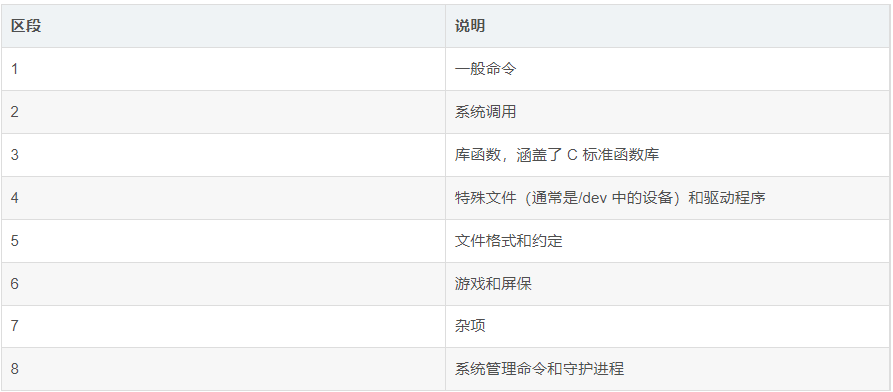 区段 说明
1 一般命令
2 系统调用
3 库函数，涵盖了 C 标准函数库
4 特殊文件（通常是/dev 中的设备）和驱动程序
5 文件格式和约定
6 游戏和屏保
7 杂项
8 系统管理命令和守护进程